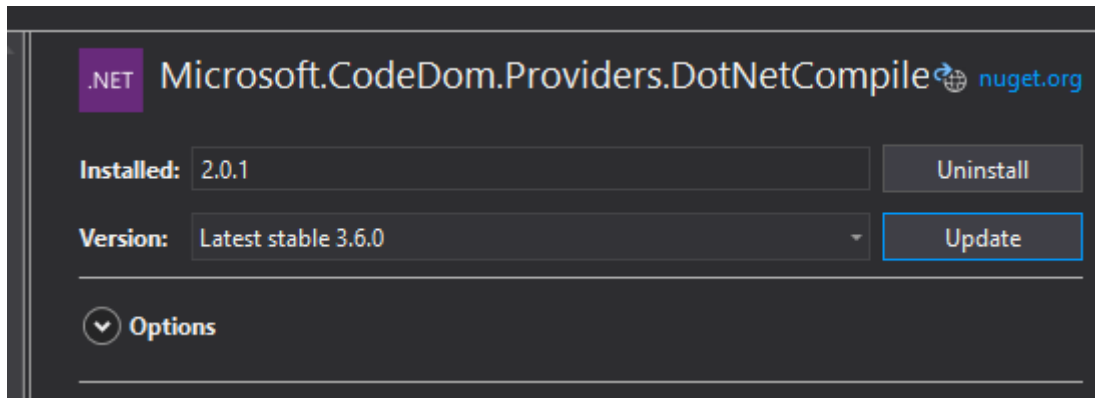 .NET Microsoft.CodeDom.Providers.DotNetCompile nuget.org
Installed: 2.0.1 Uninstall
Version: Latest stable 3.6.0 Update
Options